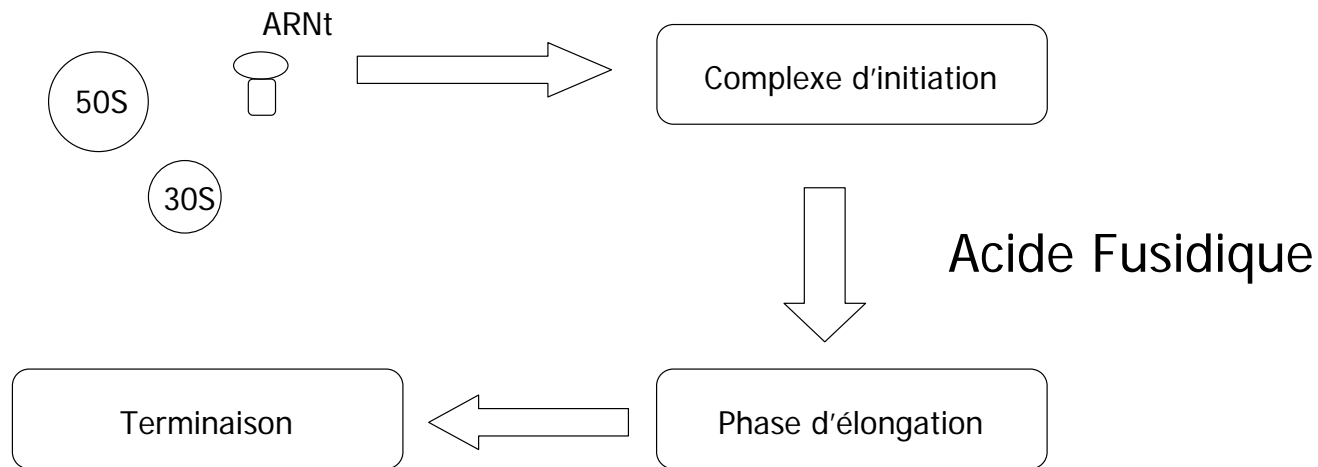 ARNt
50S
30S
Complexe d'initiation
Acide Fusidique
Terminaison
Phase d'élongation